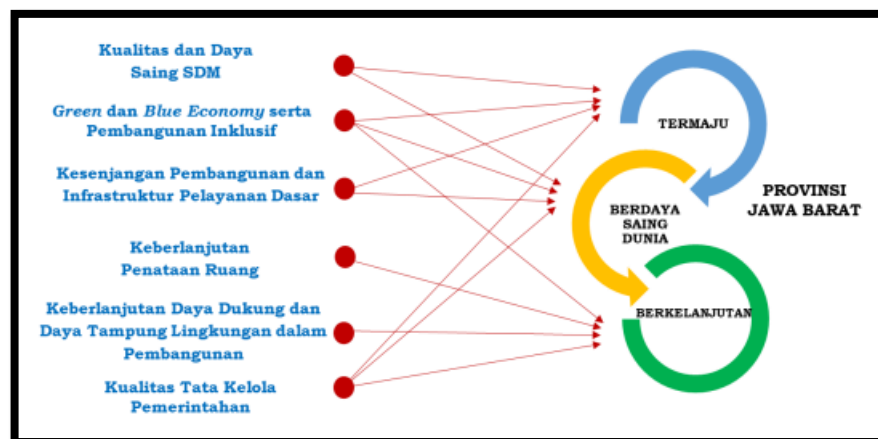 Kualitas dan Daya
Saing SDM
Green dan Blue Economy serta
Pembangunan Inklusif
Kesenjangan Pembangunan dan
Infrastruktur Pelayanan Dasar
Keberlanjutan
Penataan Ruang
Keberlanjutan Daya Dukung dan
Daya Tampung Lingkungan dalam
Pembangunan
Kualitas Tata Kelola
Pemerintahan
TERMAJU
BERDAYA
SAING
DUNIA
BERKELANJUTAN
PROVINSI
JAWA BARAT